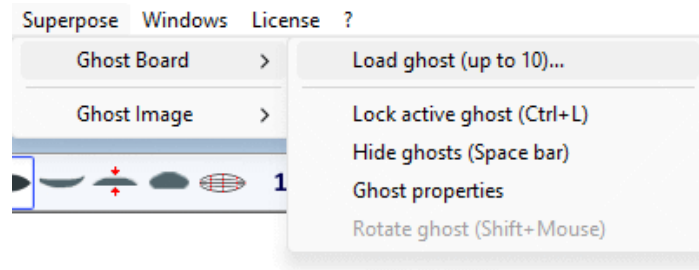 Superpose Windows License ?
Ghost Board > Load ghost (up to 10)...
Ghost Image > Lock active ghost (Ctrl+L)
Hide ghosts (Space bar)
1 Ghost properties
Rotate ghost (Shift+Mouse)